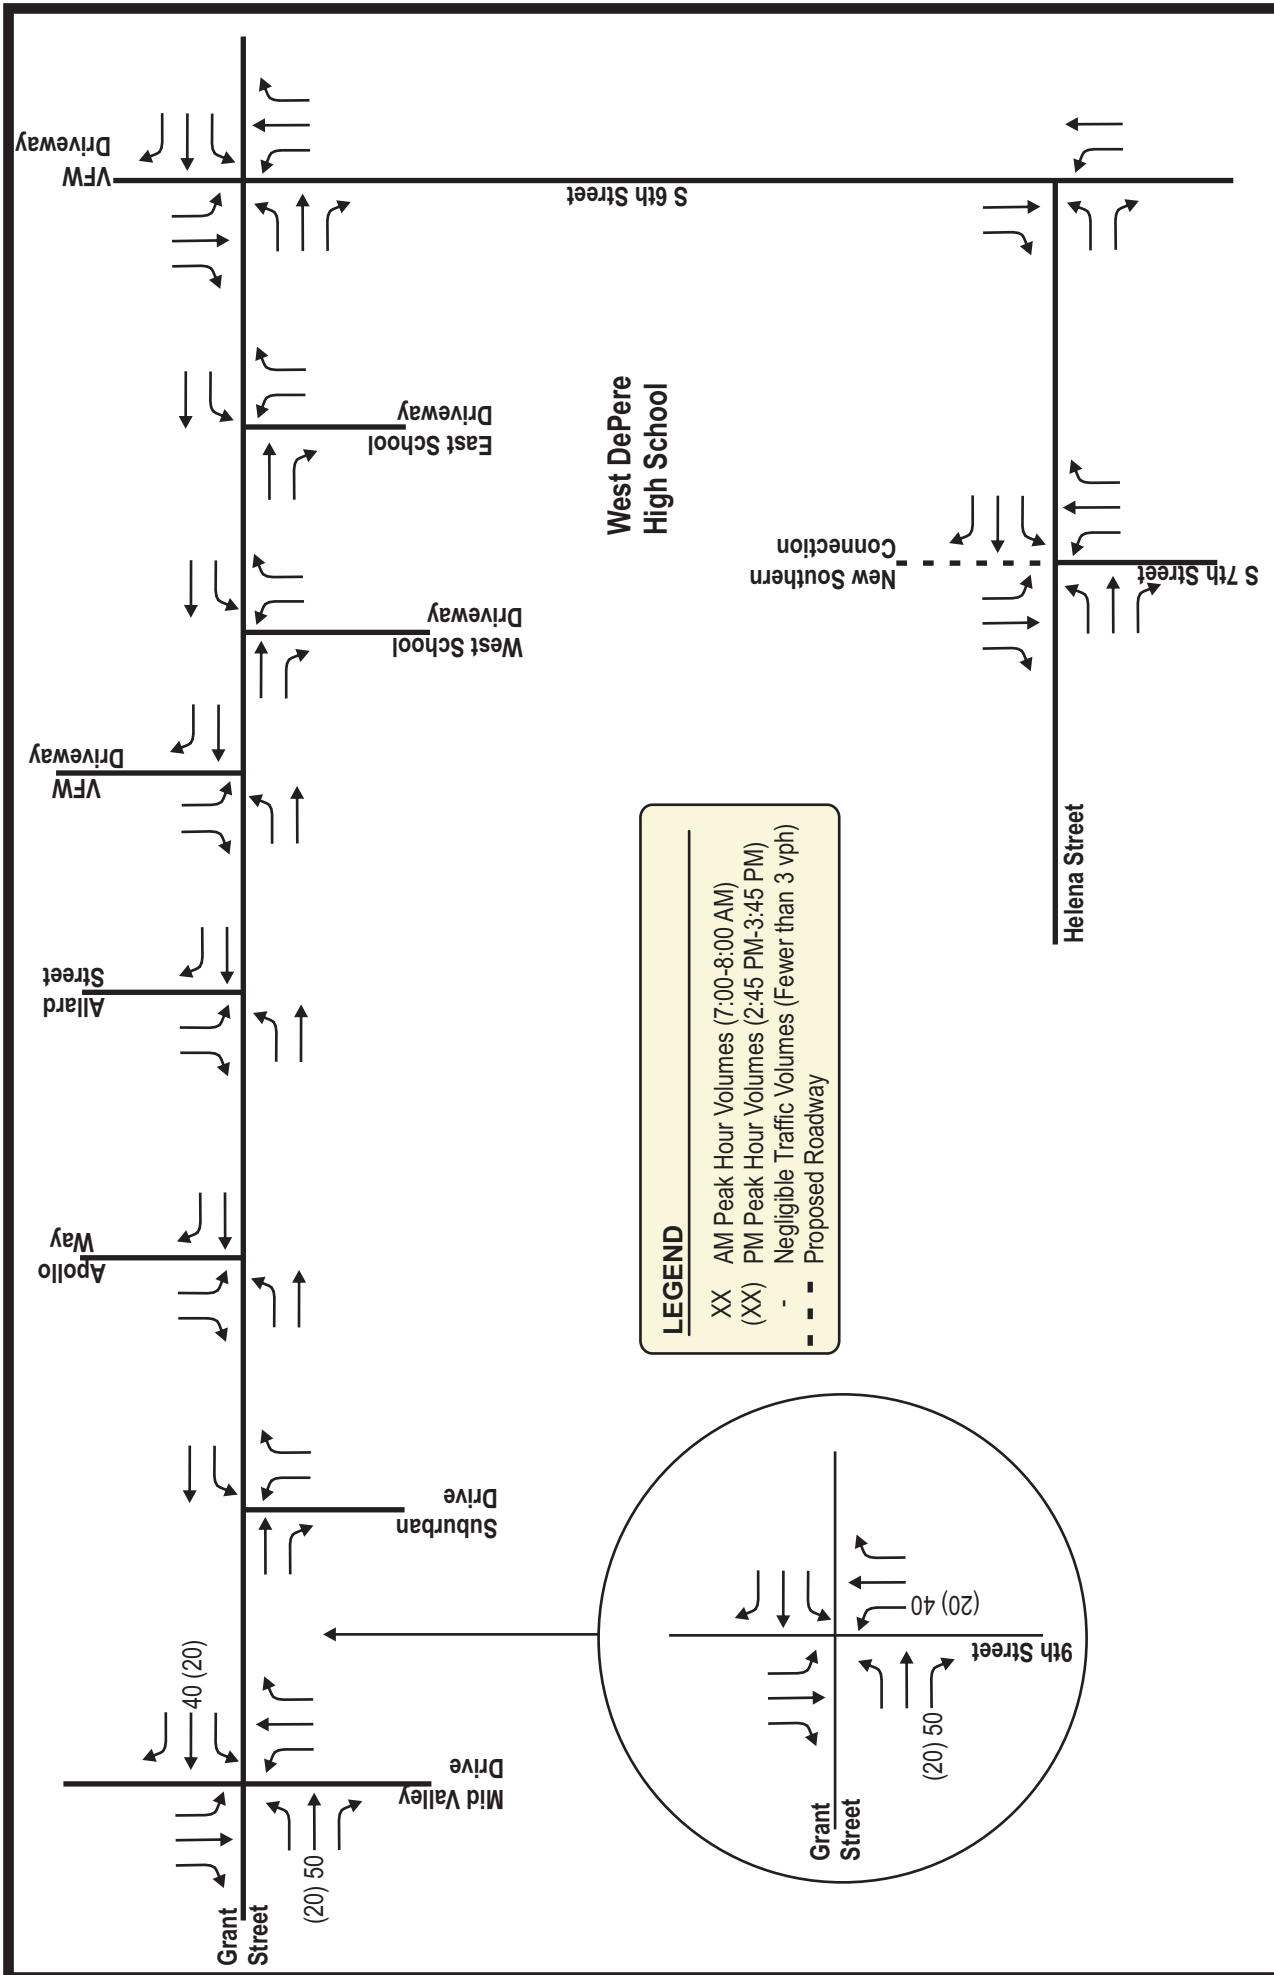 VFW
Driveway
S 6th Street
East School
Driveway
West DePere
High School
New Southern
Connection
S 7th Street
West School
Driveway
VFW
Driveway
Helena Street
Allard
Street
Apollo
Way
LEGEND
XX AM Peak Hour Volumes (7:00-8:00 AM)
(XX) PM Peak Hour Volumes (2:45 PM-3:45 PM)
- Negligible Traffic Volumes (Fewer than 3 vph)
Proposed Roadway
Suburban
Drive
40 (20)
Mid Valley
Drive
(20) 50
Grant
Street
(20) 40
9th Street
(20) 50
Grant
Street